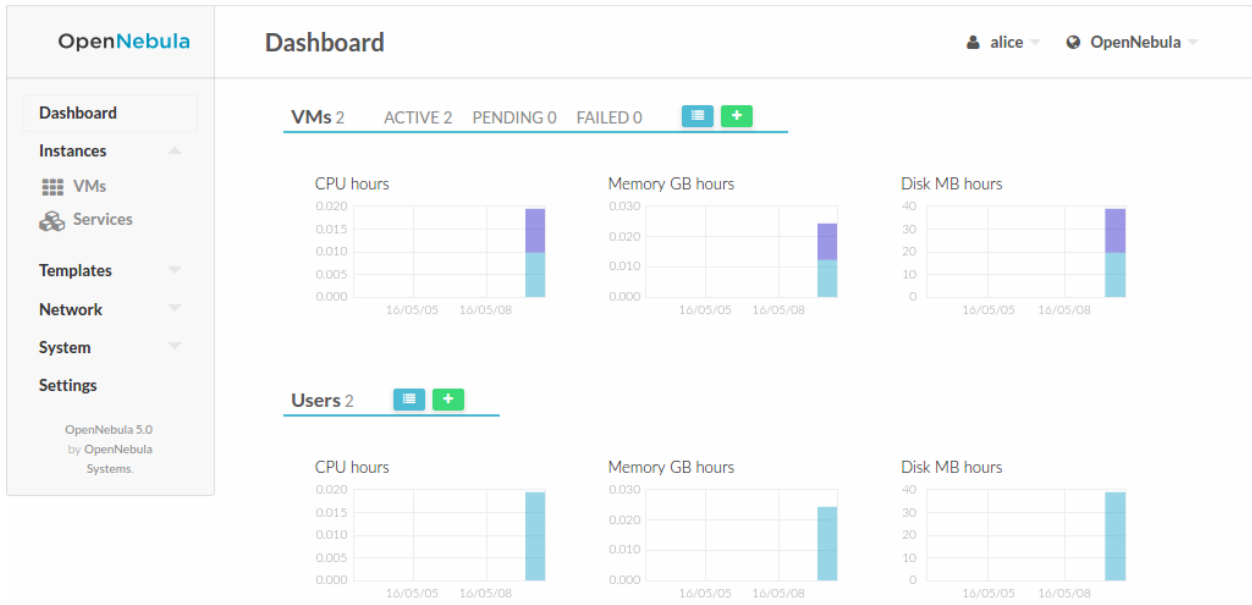 OpenNebula
Dashboard
alice
OpenNebula
Dashboard
Instances
VMs
Services
Templates
Network
System
Settings
OpenNebula 5.0
by OpenNebula
Systems.
VMs 2 ACTIVE 2 PENDING 0 FAILED 0
CPU hours
0.020
0.015
0.010
0.005
0.000
16/05/05 16/05/08
Memory GB hours
0.030
0.020
0.010
0.000
16/05/05 16/05/08
Disk MB hours
40
30
20
10
0
16/05/05 16/05/08
Users 2
CPU hours
0.020
0.015
0.010
0.005
0.000
16/05/05 16/05/08
Memory GB hours
0.030
0.020
0.010
0.000
16/05/05 16/05/08
Disk MB hours
40
30
20
10
0
16/05/05 16/05/08